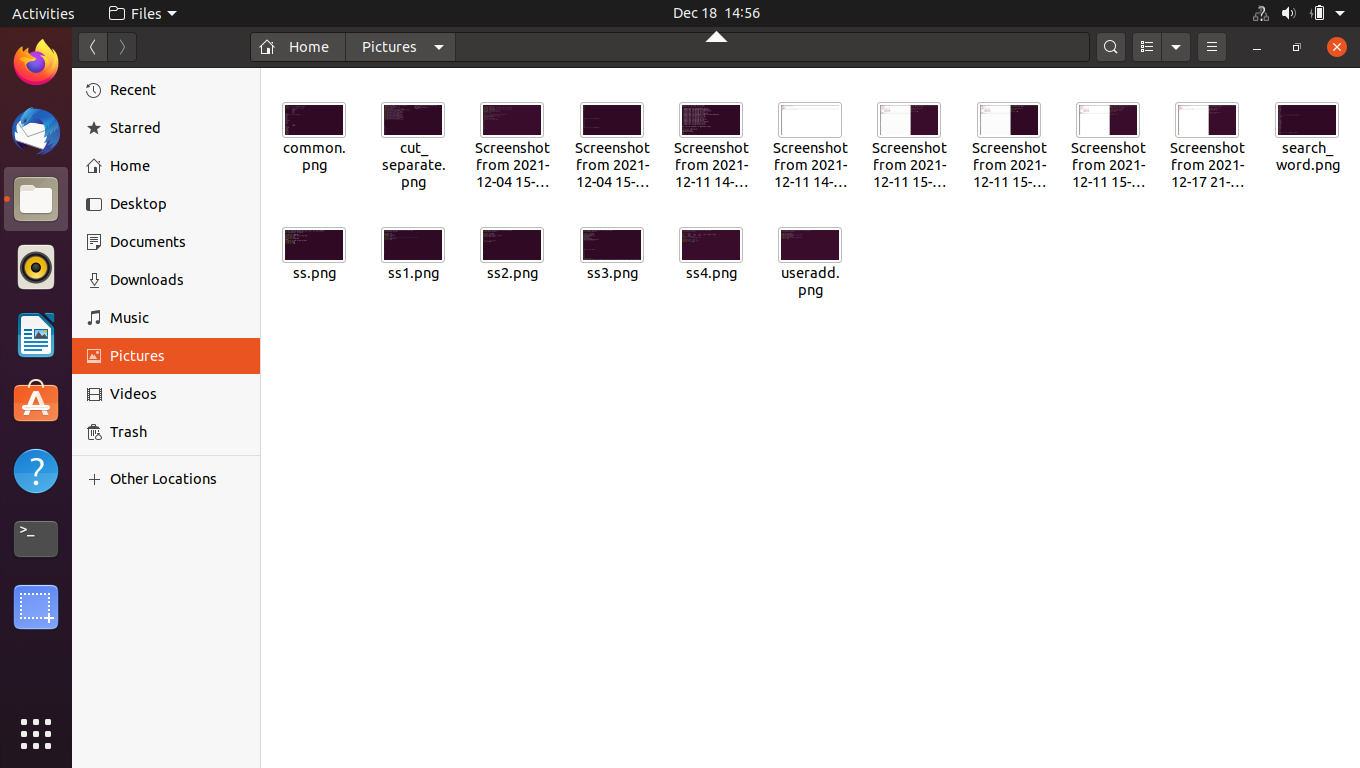 Activities
Files
Dec 18 14:56
Home
Pictures
Recent
Starred
Home
Desktop
Documents
Downloads
Music
Pictures
Videos
Trash
Other Locations
common.
png
cut_
separate.
png
Screenshot
from 2021-
12-04 15-...
Screenshot
from 2021-
12-04 15-...
Screenshot
from 2021-
12-11 14-...
Screenshot
from 2021-
12-11 14-...
Screenshot
from 2021-
12-11 15-...
Screenshot
from 2021-
12-11 15-...
Screenshot
from 2021-
12-11 15-...
Screenshot
from 2021-
12-17 21-...
search_
word.png
ss.png
ss1.png
ss2.png
ss3.png
ss4.png
useradd.
png